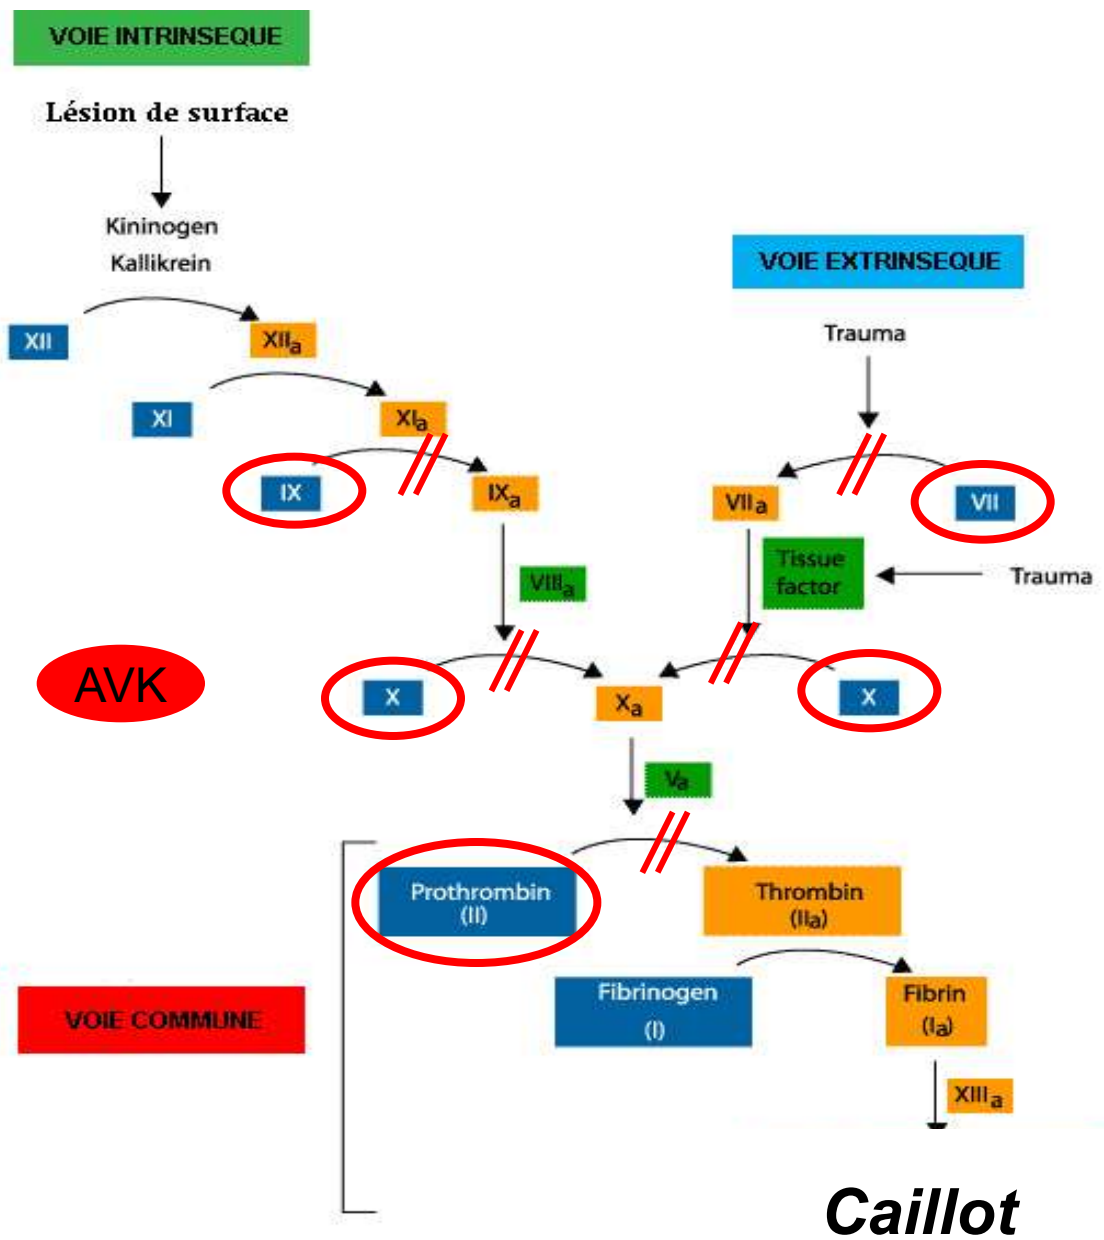 VOIE INTRINSEQUE
Lésion de surface
Kininogen
Kallikrein
VOIE EXTRINSEQUE
Trauma
XII
XIIa
XI
XIa
IX
IXa
VIIa
VII
VIIIa
Tissue
factor
Trauma
AVK
X
Xa
X
Va
Prothrombin
(II)
Thrombin
(IIa)
VOIE COMMUNE
Fibrinogen
(I)
Fibrin
(Ia)
XIIIa
Caillot